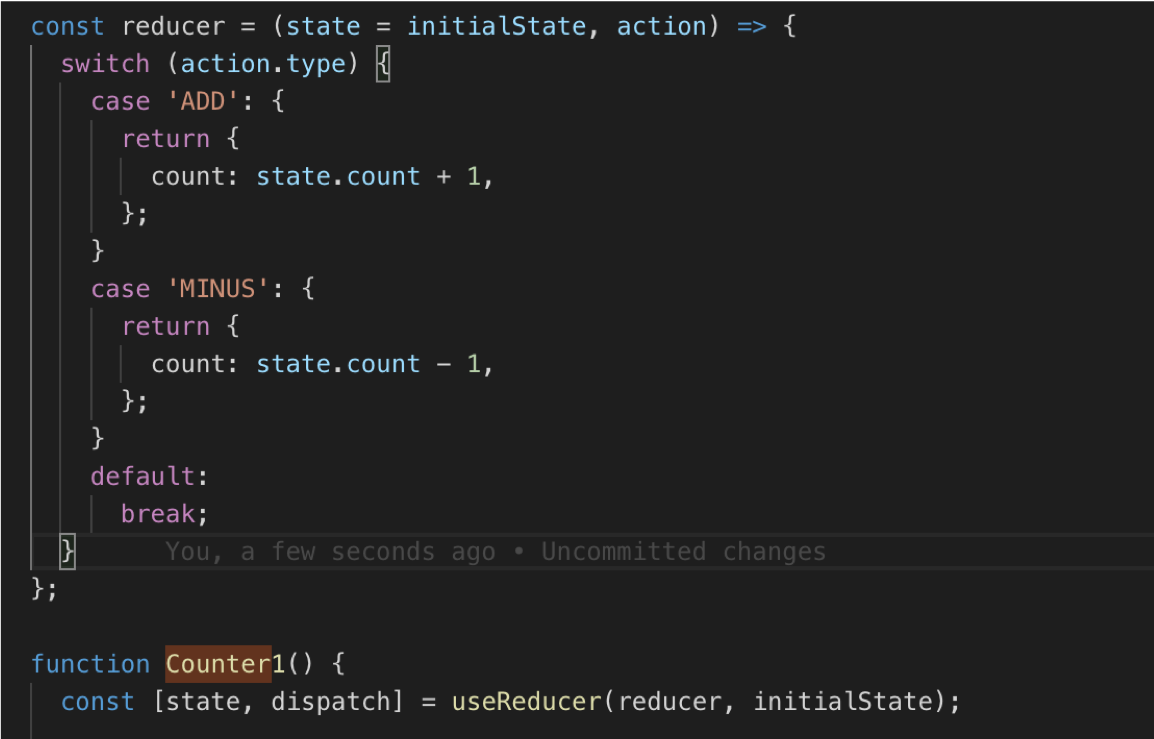 const reducer = (state = initialState, action) => {
  switch (action.type) {
    case 'ADD': {
      return {
        count: state.count + 1,
      };
    }
    case 'MINUS': {
      return {
        count: state.count - 1,
      };
    }
    default:
      break;
  }      You, a few seconds ago • Uncommitted changes
};

function Counter1() {
  const [state, dispatch] = useReducer(reducer, initialState);